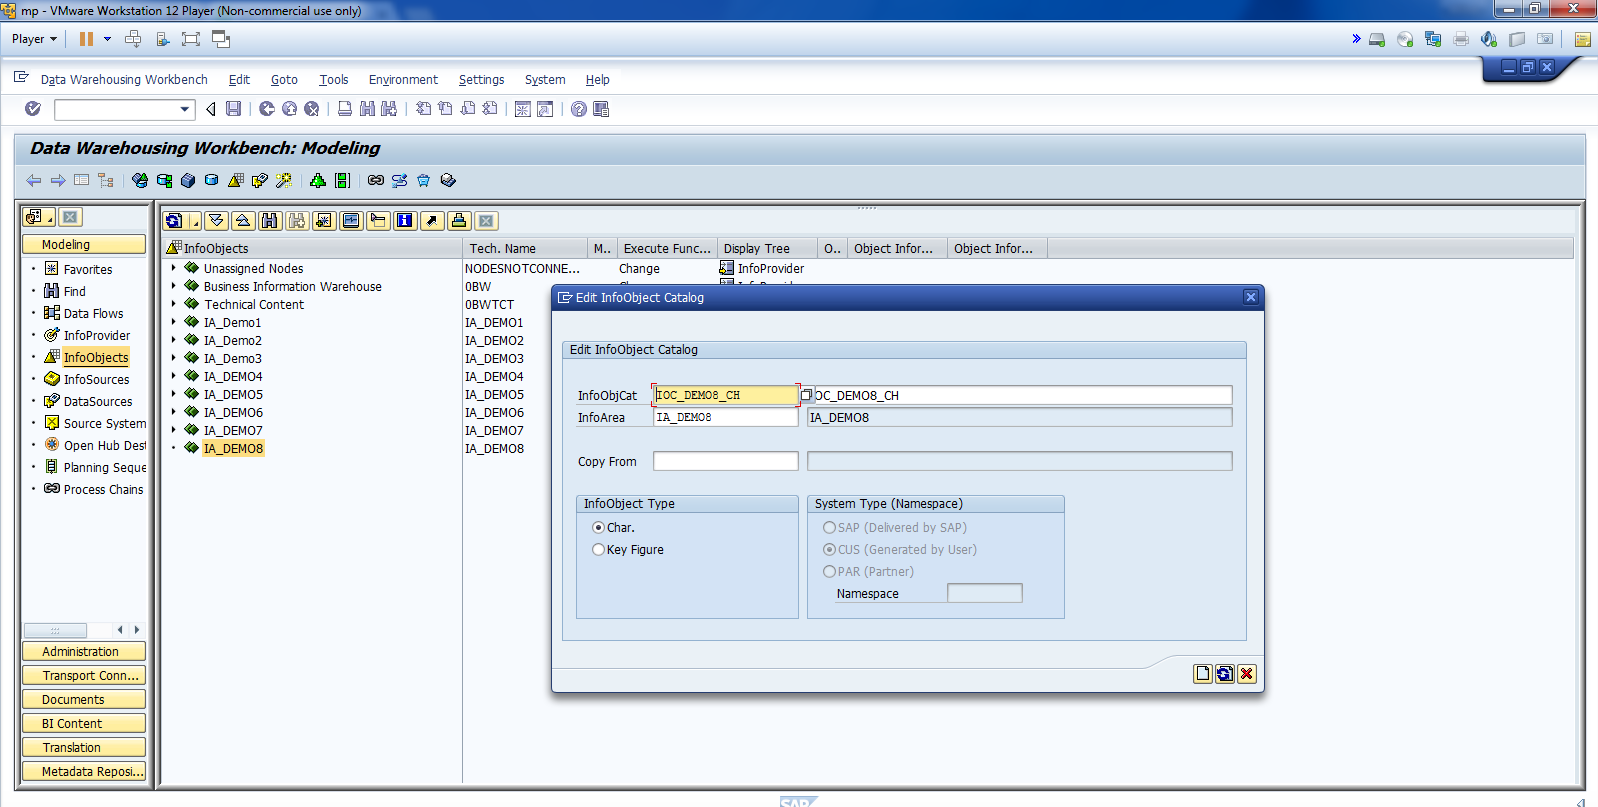 mp - VMware Workstation 12 Player (Non-commercial use only)
Player
Data Warehousing Workbench Edit Goto Tools Environment Settings System Help
Data Warehousing Workbench: Modeling
Modeling
Favorites
Find
Data Flows
InfoProvider
InfoObjects
InfoSources
DataSources
Source System
Open Hub Dest
Planning Seque
Process Chains
Administration
Transport Conn...
Documents
BI Content
Translation
Metadata Reposi...
InfoObjects Tech. Name M.. Execute Func... Display Tree O.. Object Infor... Object Infor...
Unassigned Nodes NODESNOTCONNE... Change InfoProvider
Business Information Warehouse 0BW
Technical Content 0BWTCT
IA_Demo1 IA_DEMO1
IA_Demo2 IA_DEMO2
IA_Demo3 IA_DEMO3
IA_DEMO4 IA_DEMO4
IA_DEMO5 IA_DEMO5
IA_DEMO6 IA_DEMO6
IA_DEMO7 IA_DEMO7
IA_DEMO8 IA_DEMO8
Edit InfoObject Catalog
Edit InfoObject Catalog
InfoObjCat IOC_DEMO8_CH OC_DEMO8_CH
InfoArea IA_DEMO8 IA_DEMO8
Copy From
InfoObject Type
Char.
Key Figure
System Type (Namespace)
SAP (Delivered by SAP)
CUS (Generated by User)
PAR (Partner)
Namespace
SAP